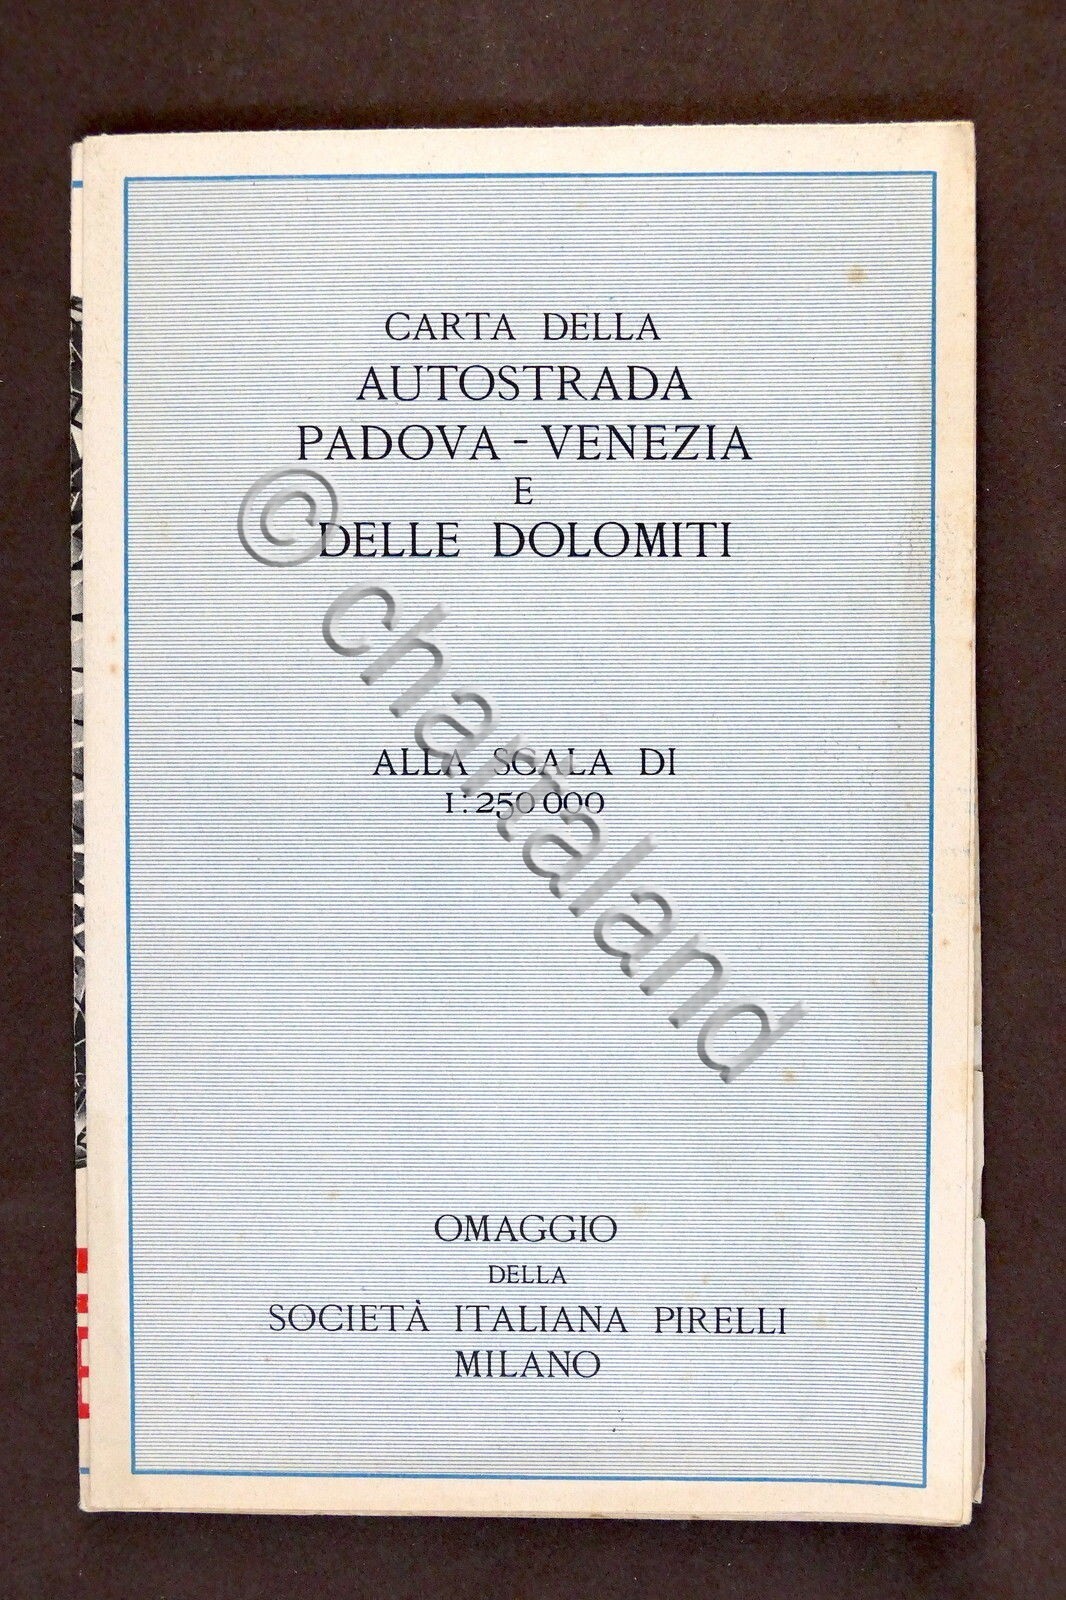 CARTA DELLA
AUTOSTRADA
PADOVA - VENEZIA
E
DELLE DOLOMITI
ALLA SCALA DI
1:250 000
OMAGGIO
DELLA
SOCIETÀ ITALIANA PIRELLI
MILANO
© chartaland